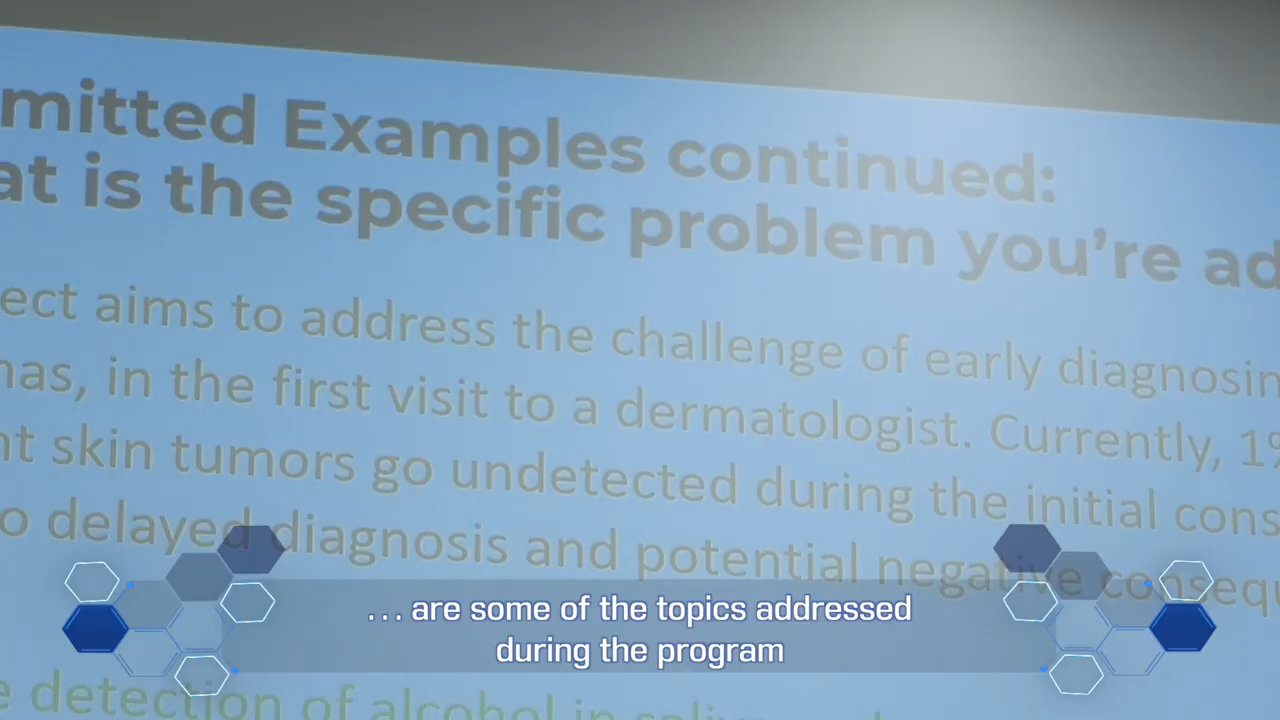 mitted Examples continued:
at is the specific problem you're ad
ect aims to address the challenge of early diagnosin
nas, in the first visit to a dermatologist. Currently, 1%
nt skin tumors go undetected during the initial cons
o delayed diagnosis and potential negative consequ
e detection of alcohol in saliva
... are some of the topics addressed
during the program